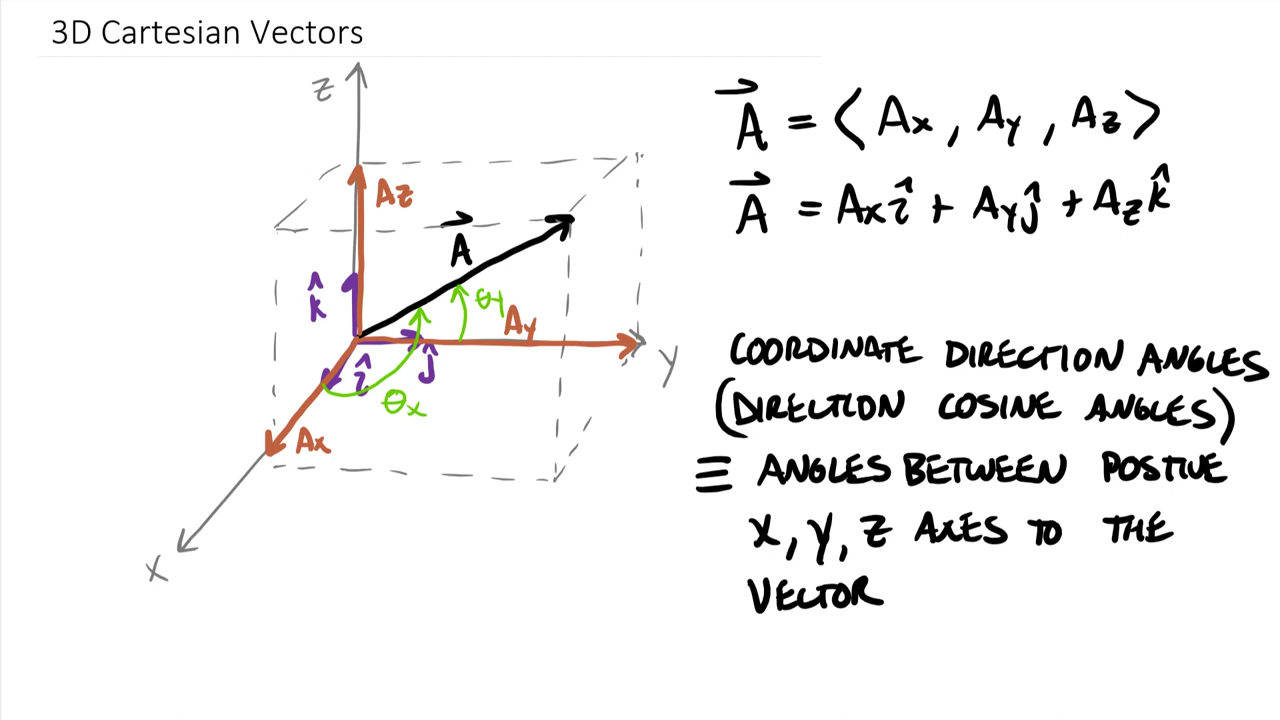 3D Cartesian Vectors
z
Az
A
k̂
θy
Ay
î
ĵ
y
θx
Ax
x
A = ⟨Ax, Ay, Az⟩
A = Axî + Ayĵ + Azk̂
COORDINATE DIRECTION ANGLES
(DIRECTION COSINE ANGLES)
≡ ANGLES BETWEEN POSTIVE
X, Y, Z AXES TO THE
VECTOR